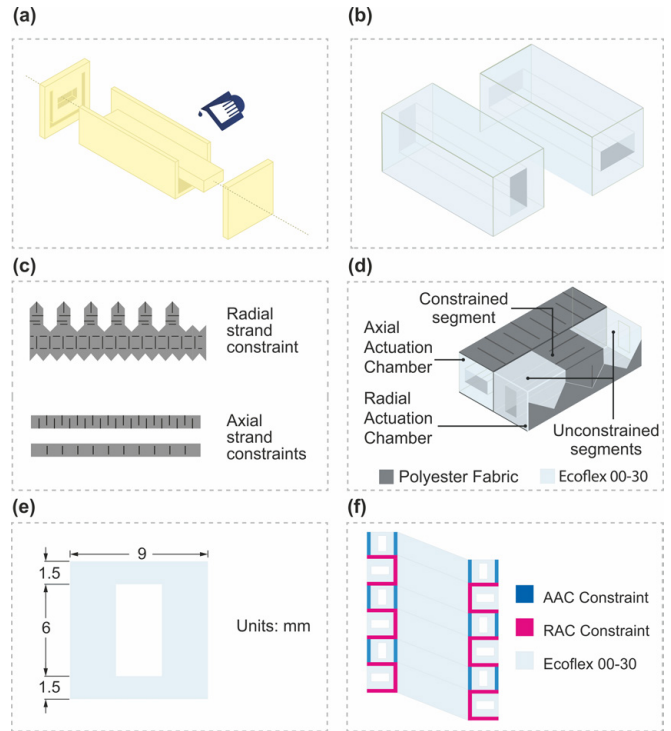 (a)
(b)
(c)
Radial
strand
constraint
Axial
strand
constraints
(d)
Constrained
segment
Axial
Actuation
Chamber
Radial
Actuation
Chamber
Unconstrained
segments
Polyester Fabric
Ecoflex 00-30
(e)
9
1.5
6
1.5
Units: mm
(f)
AAC Constraint
RAC Constraint
Ecoflex 00-30